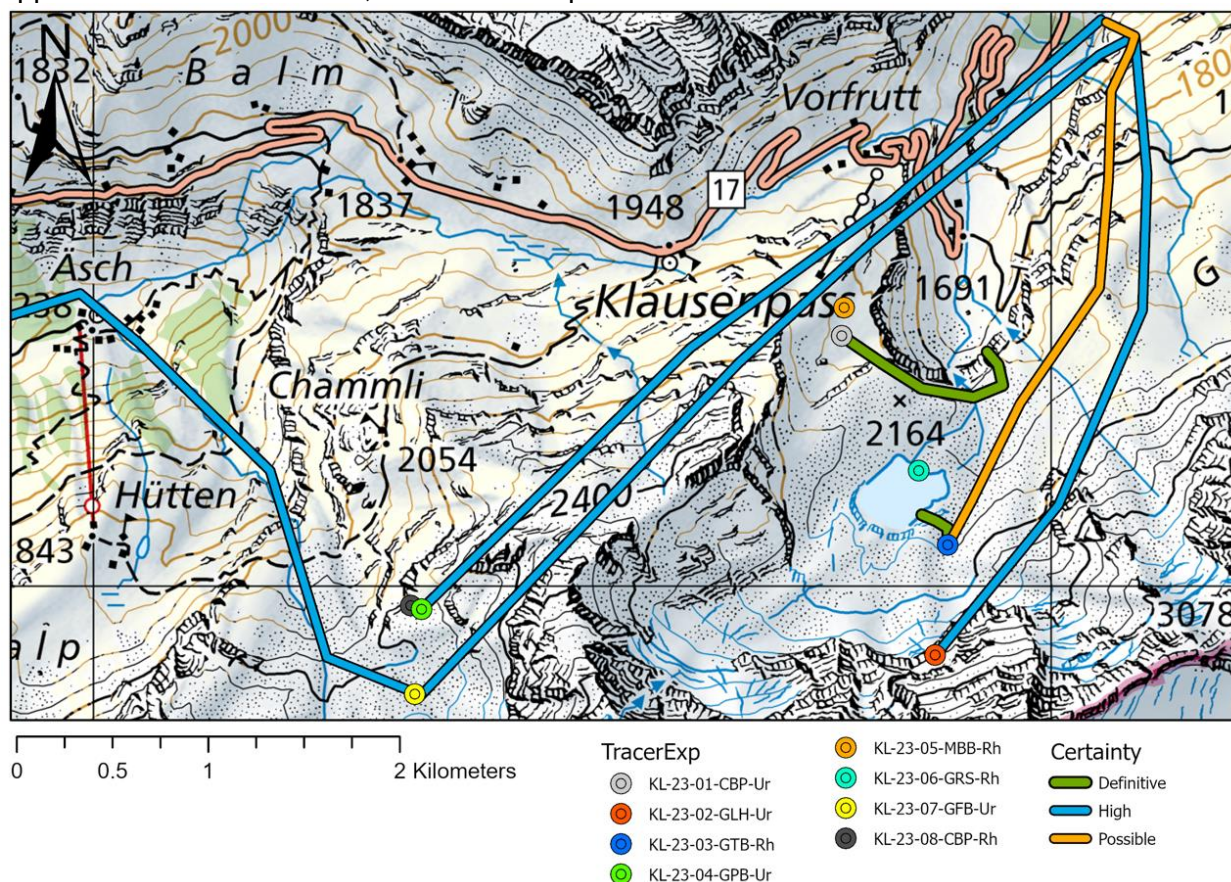 N
2000
1832
B a l m
Vorfrutt
180
1
17
1837
1948
Äsch
238
Klausenpass
1691
G
Chammli
2164
2054
2400
Hütten
843
3078
a l p
0 0.5 1 2 Kilometers
TracerExp
KL-23-01-CBP-Ur
KL-23-02-GLH-Ur
KL-23-03-GTB-Rh
KL-23-04-GPB-Ur
KL-23-05-MBB-Rh
KL-23-06-GRS-Rh
KL-23-07-GFB-Ur
KL-23-08-CBP-Rh
Certainty
Definitive
High
Possible